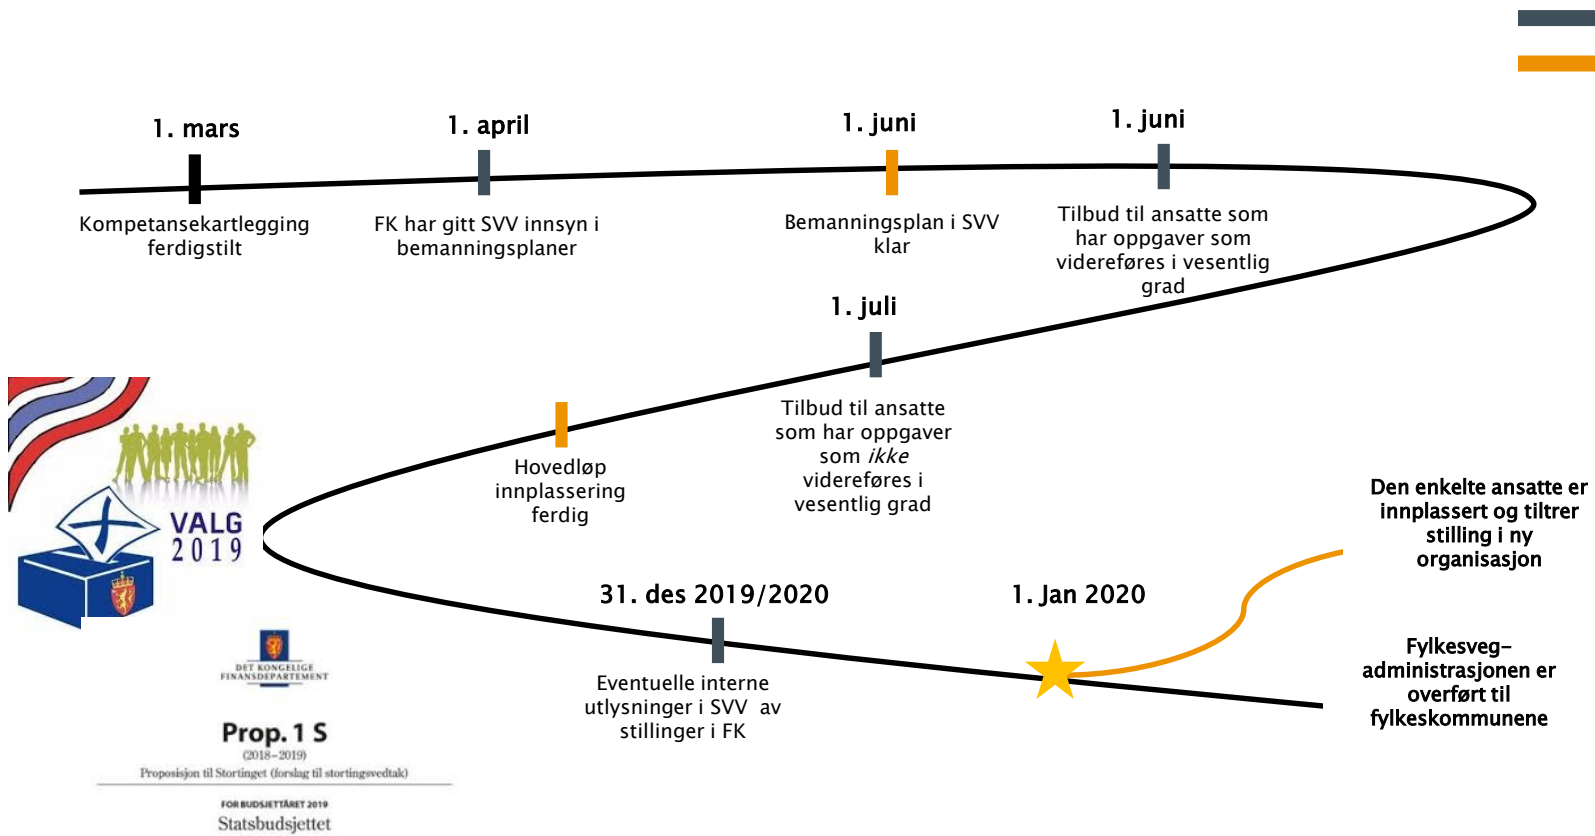 1. mars
Kompetansekartlegging
ferdigstilt
1. april
FK har gitt SVV innsyn i
bemanningsplaner
1. juni
Bemanningsplan i SVV
klar
1. juni
Tilbud til ansatte som
har oppgaver som
videreføres i vesentlig
grad
1. juli
Tilbud til ansatte
som har oppgaver
som ikke
videreføres i
vesentlig grad
Hovedløp
innplassering
ferdig
VALG
2019
31. des 2019/2020
Eventuelle interne
utlysninger i SVV av
stillinger i FK
1. Jan 2020
Den enkelte ansatte er
innplassert og tiltrer
stilling i ny
organisasjon
Fylkesveg-
administrasjonen er
overført til
fylkeskommunene
DET KONGELIGE
FINANSDEPARTEMENT
Prop. 1 S
(2018–2019)
Proposisjon til Stortinget (forslag til stortingsvedtak)
FOR BUDSJETTÅRET 2019
Statsbudsjettet